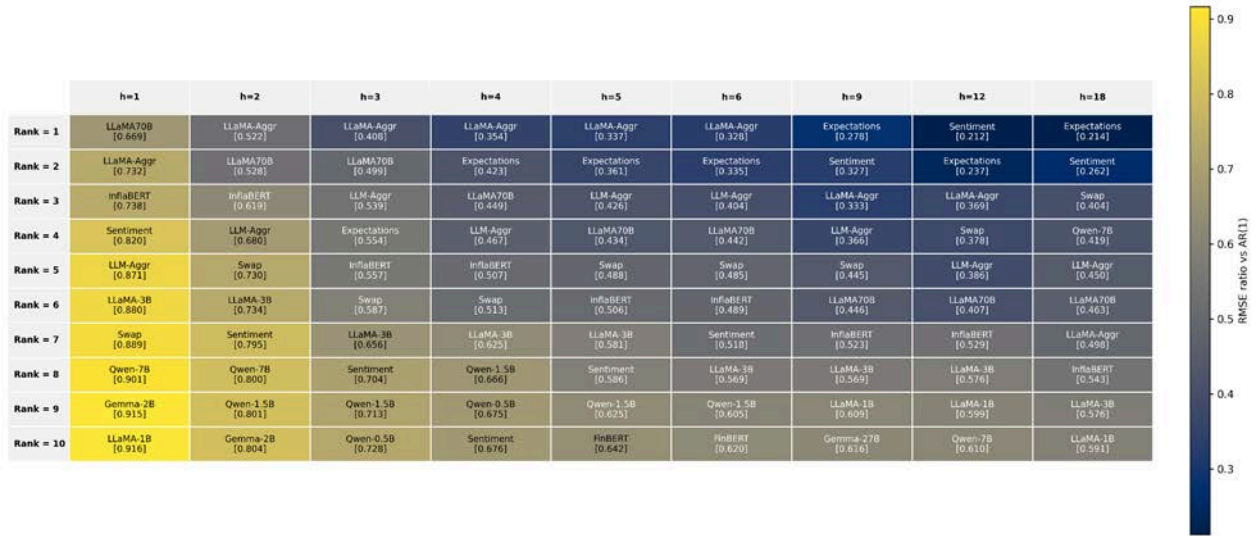 h=1 h=2 h=3 h=4 h=5 h=6 h=9 h=12 h=18
Rank = 1 LLaMA70B LLaMA-Aggr LLaMA-Aggr LLaMA-Aggr LLaMA-Aggr LLaMA-Aggr Expectations Sentiment Expectations
[0.669] [0.522] [0.408] [0.354] [0.337] [0.328] [0.278] [0.212] [0.214]
Rank = 2 LLaMA-Aggr LLaMA70B LLaMA70B Expectations Expectations Expectations Sentiment Expectations Sentiment
[0.732] [0.528] [0.499] [0.423] [0.361] [0.335] [0.327] [0.237] [0.262]
Rank = 3 InflaBERT InflaBERT LLM-Aggr LLaMA70B LLM-Aggr LLM-Aggr LLaMA-Aggr LLaMA-Aggr Swap
[0.738] [0.619] [0.539] [0.449] [0.426] [0.404] [0.333] [0.369] [0.404]
Rank = 4 Sentiment LLM-Aggr Expectations LLM-Aggr LLaMA70B LLaMA70B LLM-Aggr Swap Qwen-7B
[0.820] [0.680] [0.554] [0.467] [0.434] [0.442] [0.366] [0.378] [0.419]
Rank = 5 LLM-Aggr Swap InflaBERT InflaBERT Swap Swap Swap LLM-Aggr LLM-Aggr
[0.871] [0.730] [0.557] [0.507] [0.488] [0.485] [0.445] [0.386] [0.450]
Rank = 6 LLaMA-3B LLaMA-3B Swap Swap InflaBERT InflaBERT LLaMA70B LLaMA70B LLaMA70B
[0.880] [0.734] [0.587] [0.513] [0.506] [0.489] [0.446] [0.407] [0.463]
Rank = 7 Swap Sentiment LLaMA-3B LLaMA-3B LLaMA-3B Sentiment InflaBERT InflaBERT LLaMA-Aggr
[0.889] [0.795] [0.656] [0.625] [0.581] [0.518] [0.523] [0.529] [0.498]
Rank = 8 Qwen-7B Qwen-7B Sentiment Qwen-1.5B Sentiment LLaMA-3B LLaMA-3B LLaMA-3B InflaBERT
[0.901] [0.800] [0.704] [0.666] [0.586] [0.569] [0.569] [0.576] [0.543]
Rank = 9 Gemma-2B Qwen-1.5B Qwen-1.5B Qwen-0.5B Qwen-1.5B Qwen-1.5B LLaMA-1B LLaMA-1B LLaMA-3B
[0.915] [0.801] [0.713] [0.675] [0.625] [0.605] [0.609] [0.599] [0.576]
Rank = 10 LLaMA-1B Gemma-2B Qwen-0.5B Sentiment FinBERT FinBERT Gemma-27B Qwen-7B LLaMA-1B
[0.916] [0.804] [0.728] [0.676] [0.642] [0.620] [0.616] [0.610] [0.591]
0.9
0.8
0.7
0.6
0.5
0.4
0.3
RMSE ratio vs AR(1)